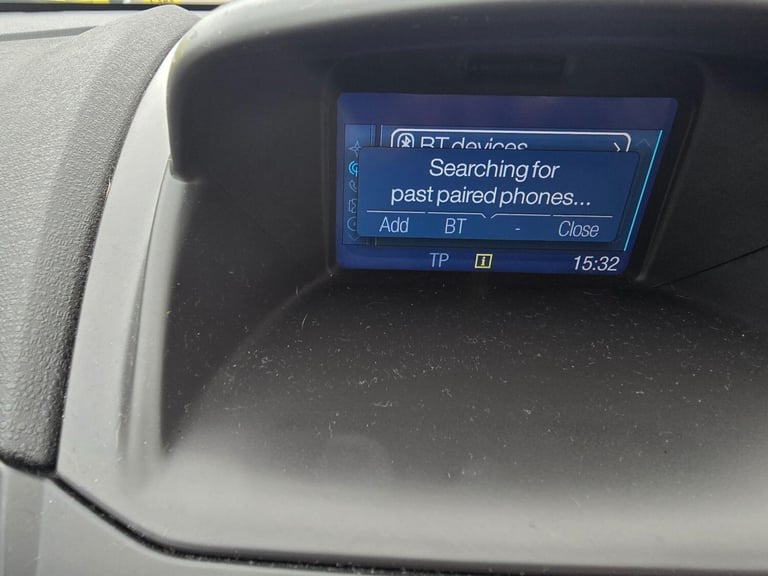 BT devices
Searching for
past paired phones...
Add BT - Close
TP i 15:32